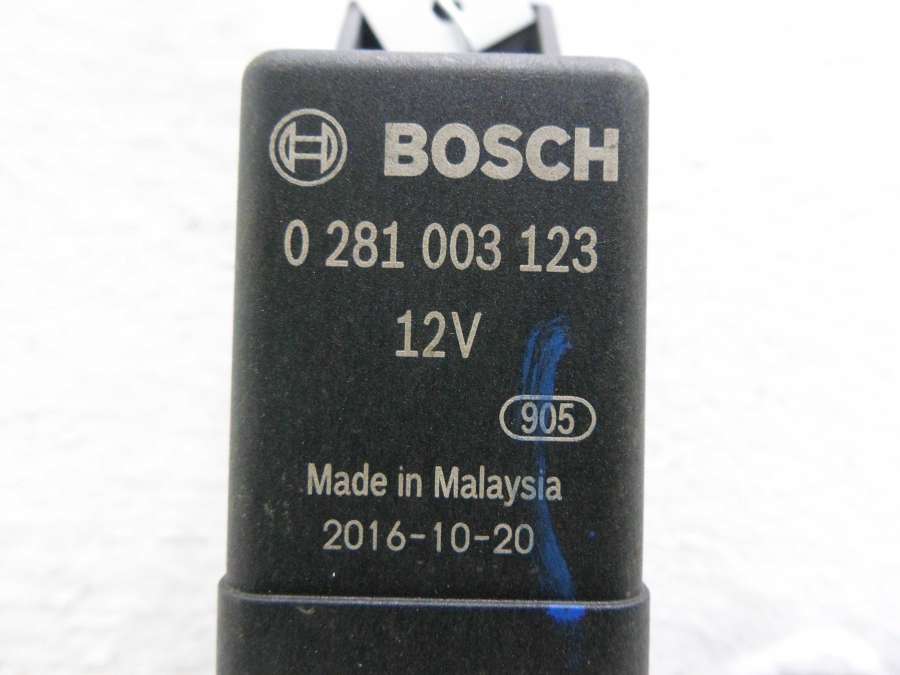 BOSCH
0 281 003 123
12V
905
Made in Malaysia
2016-10-20